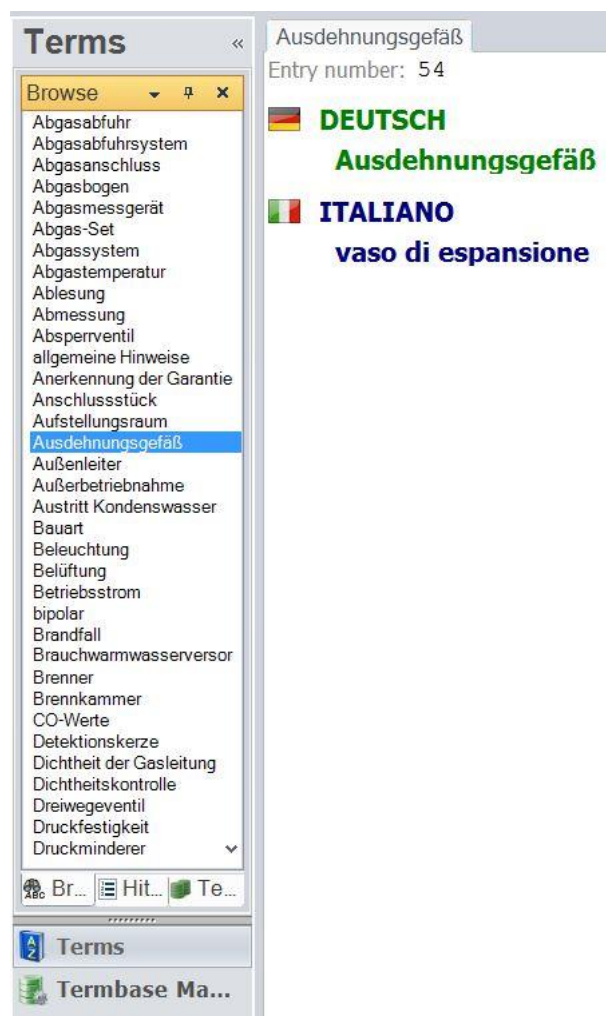 Terms «
Browse
Abgasabfuhr
Abgasabfuhrsystem
Abgasanschluss
Abgasbogen
Abgasmessgerät
Abgas-Set
Abgassystem
Abgastemperatur
Ablesung
Abmessung
Absperrventil
allgemeine Hinweise
Anerkennung der Garantie
Anschlussstück
Aufstellungsraum
Ausdehnungsgefäß
Außenleiter
Außerbetriebnahme
Austritt Kondenswasser
Bauart
Beleuchtung
Belüftung
Betriebsstrom
bipolar
Brandfall
Brauchwarmwasserversor
Brenner
Brennkammer
CO-Werte
Detektionskerze
Dichtheit der Gasleitung
Dichtheitskontrolle
Dreiwegeventil
Druckfestigkeit
Druckminderer
ABC Br... Hit... Te...
AZ Terms
Termbase Ma...
Ausdehnungsgefäß
Entry number: 54
DEUTSCH
Ausdehnungsgefäß
ITALIANO
vaso di espansione